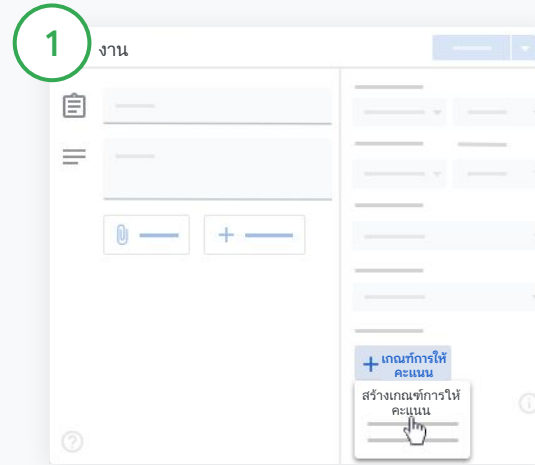 1
งาน
เกณฑ์การให้
คะแนน
สร้างเกณฑ์การให้
คะแนน